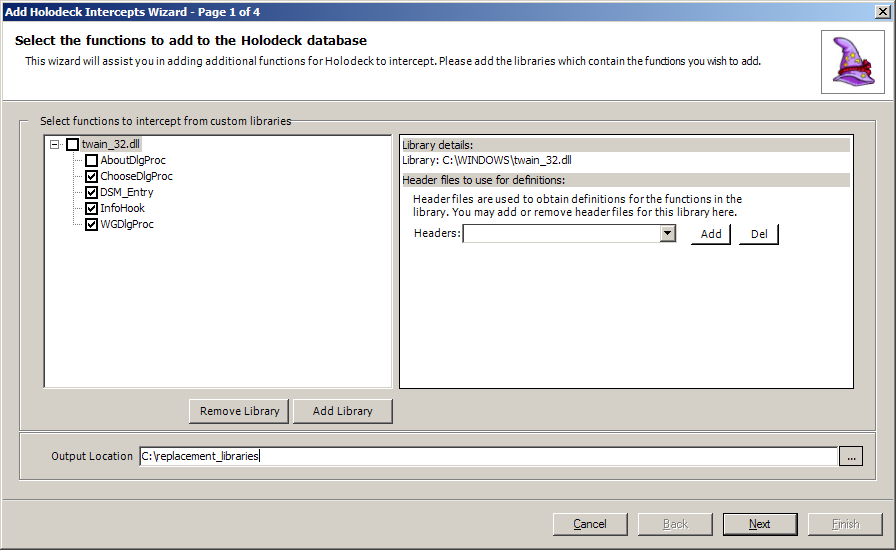 Add Holodeck Intercepts Wizard - Page 1 of 4
Select the functions to add to the Holodeck database
This wizard will assist you in adding additional functions for Holodeck to intercept. Please add the libraries which contain the functions you wish to add.
Select functions to intercept from custom libraries
twain_32.dll
AboutDlgProc
ChooseDlgProc
DSM_Entry
InfoHook
WGDlgProc
Library details:
Library: C:\WINDOWS\twain_32.dll
Header files to use for definitions:
Header files are used to obtain definitions for the functions in the
library. You may add or remove header files for this library here.
Headers: Add Del
Remove Library Add Library
Output Location C:\replacement_libraries ...
Cancel Back Next Finish